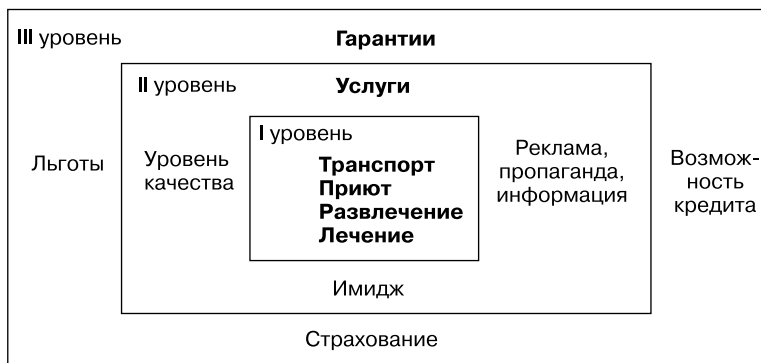 III уровень
Гарантии
II уровень
Услуги
I уровень
Транспорт
Приют
Развлечение
Лечение
Льготы
Уровень
качества
Реклама,
пропаганда,
информация
Возмож-
ность
кредита
Имидж
Страхование